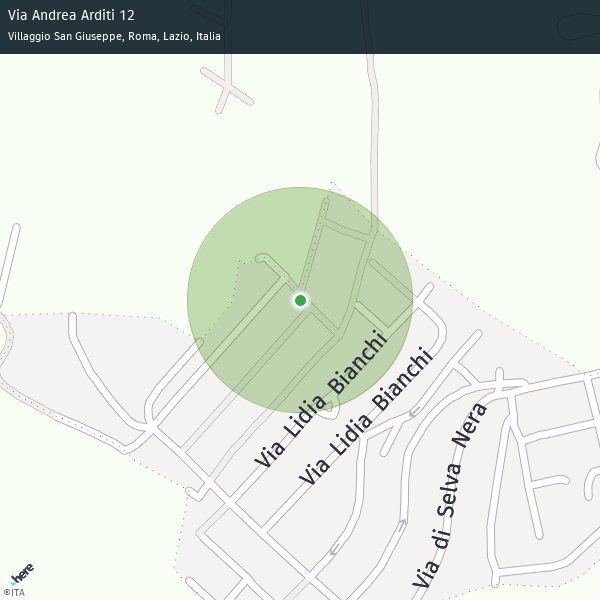 Via Andrea Arditi 12
Villaggio San Giuseppe, Roma, Lazio, Italia
Via Lidia Bianchi
Via Lidia Bianchi
Via di Selva Nera
here
©ITA